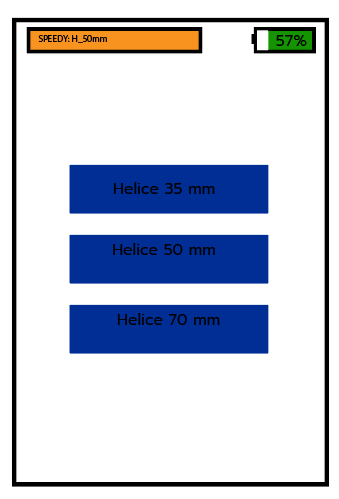 SPEEDY: H_50mm
57%
Helice 35 mm
Helice 50 mm
Helice 70 mm